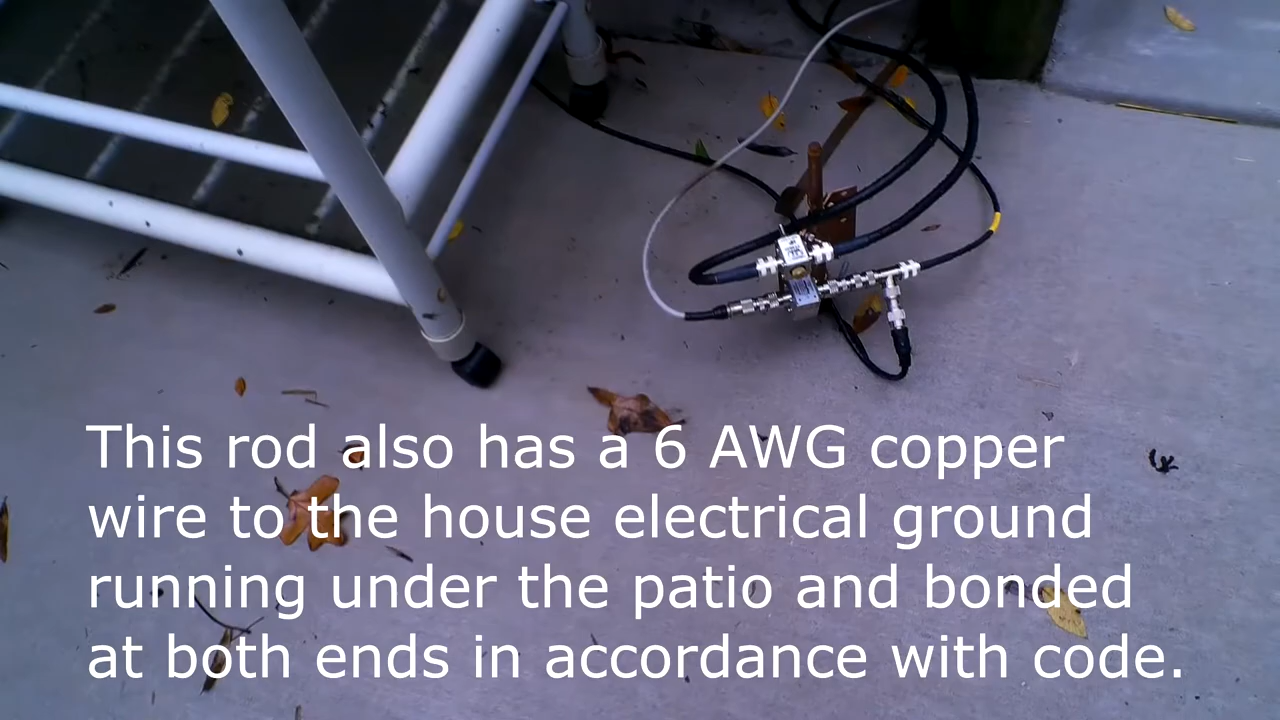 This rod also has a 6 AWG copper
wire to the house electrical ground
running under the patio and bonded
at both ends in accordance with code.